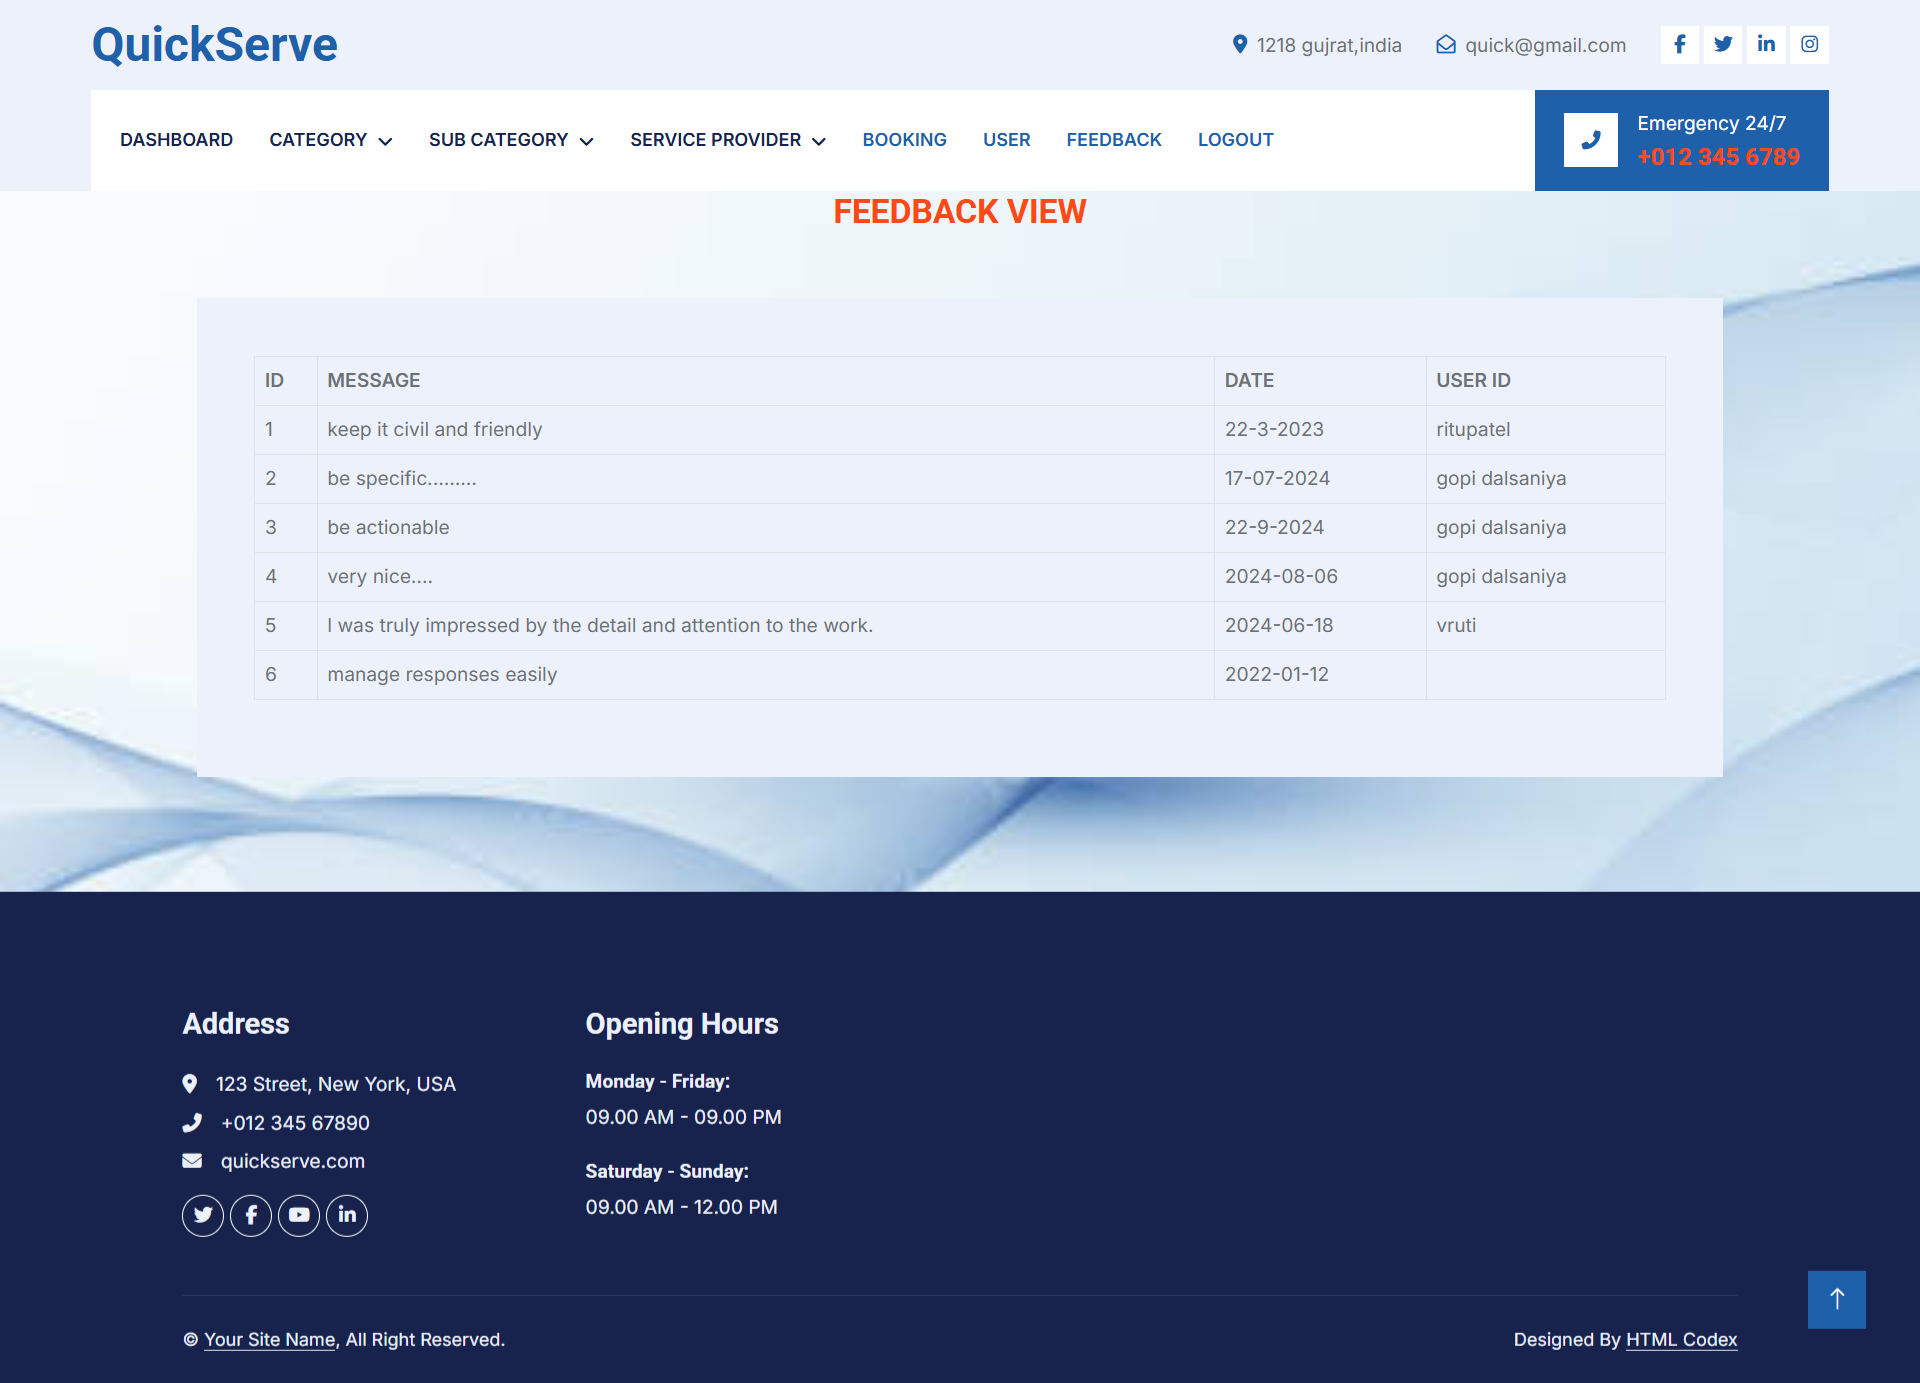 QuickServe
1218 gujrat,india quick@gmail.com
DASHBOARD CATEGORY SUB CATEGORY SERVICE PROVIDER BOOKING USER FEEDBACK LOGOUT
Emergency 24/7
+012 345 6789
FEEDBACK VIEW
ID MESSAGE DATE USER ID
1 keep it civil and friendly 22-3-2023 ritupatel
2 be specific......... 17-07-2024 gopi dalsaniya
3 be actionable 22-9-2024 gopi dalsaniya
4 very nice.... 2024-08-06 gopi dalsaniya
5 I was truly impressed by the detail and attention to the work. 2024-06-18 vruti
6 manage responses easily 2022-01-12
Address
123 Street, New York, USA
+012 345 67890
quickserve.com
Opening Hours
Monday - Friday:
09.00 AM - 09.00 PM
Saturday - Sunday:
09.00 AM - 12.00 PM
© Your Site Name, All Right Reserved.
Designed By HTML Codex